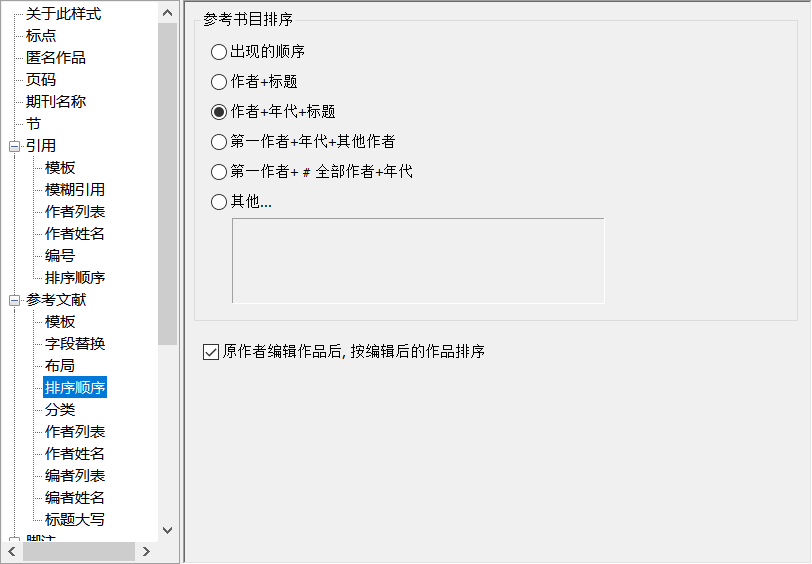 关于此样式
标点
匿名作品
页码
期刊名称
节
引用
模板
模糊引用
作者列表
作者姓名
编号
排序顺序
参考文献
模板
字段替换
布局
排序顺序
分类
作者列表
作者姓名
编者列表
编者姓名
标题大写
脚注
参考书目排序
出现的顺序
作者+标题
作者+年代+标题
第一作者+年代+其他作者
第一作者+ # 全部作者+年代
其他...
原作者编辑作品后, 按编辑后的作品排序